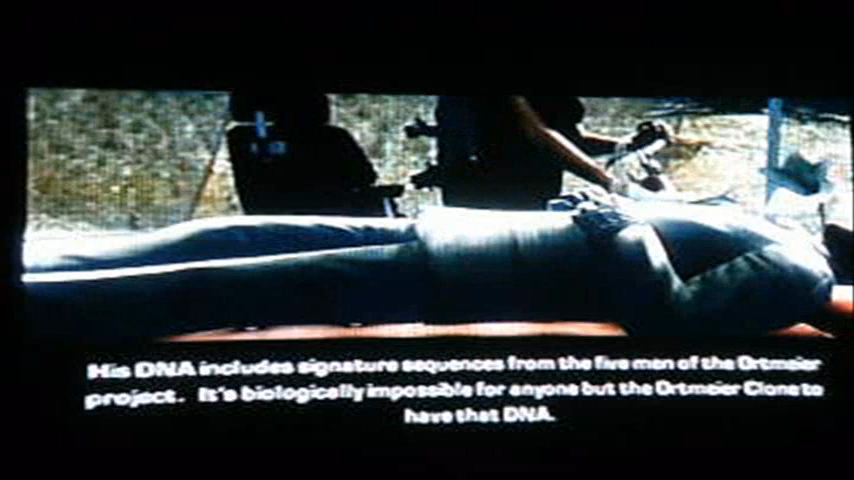 His DNA includes signature sequences from the five men of the Ortmeier
project. It's biologically impossible for anyone but the Ortmeier Clone to
have that DNA.